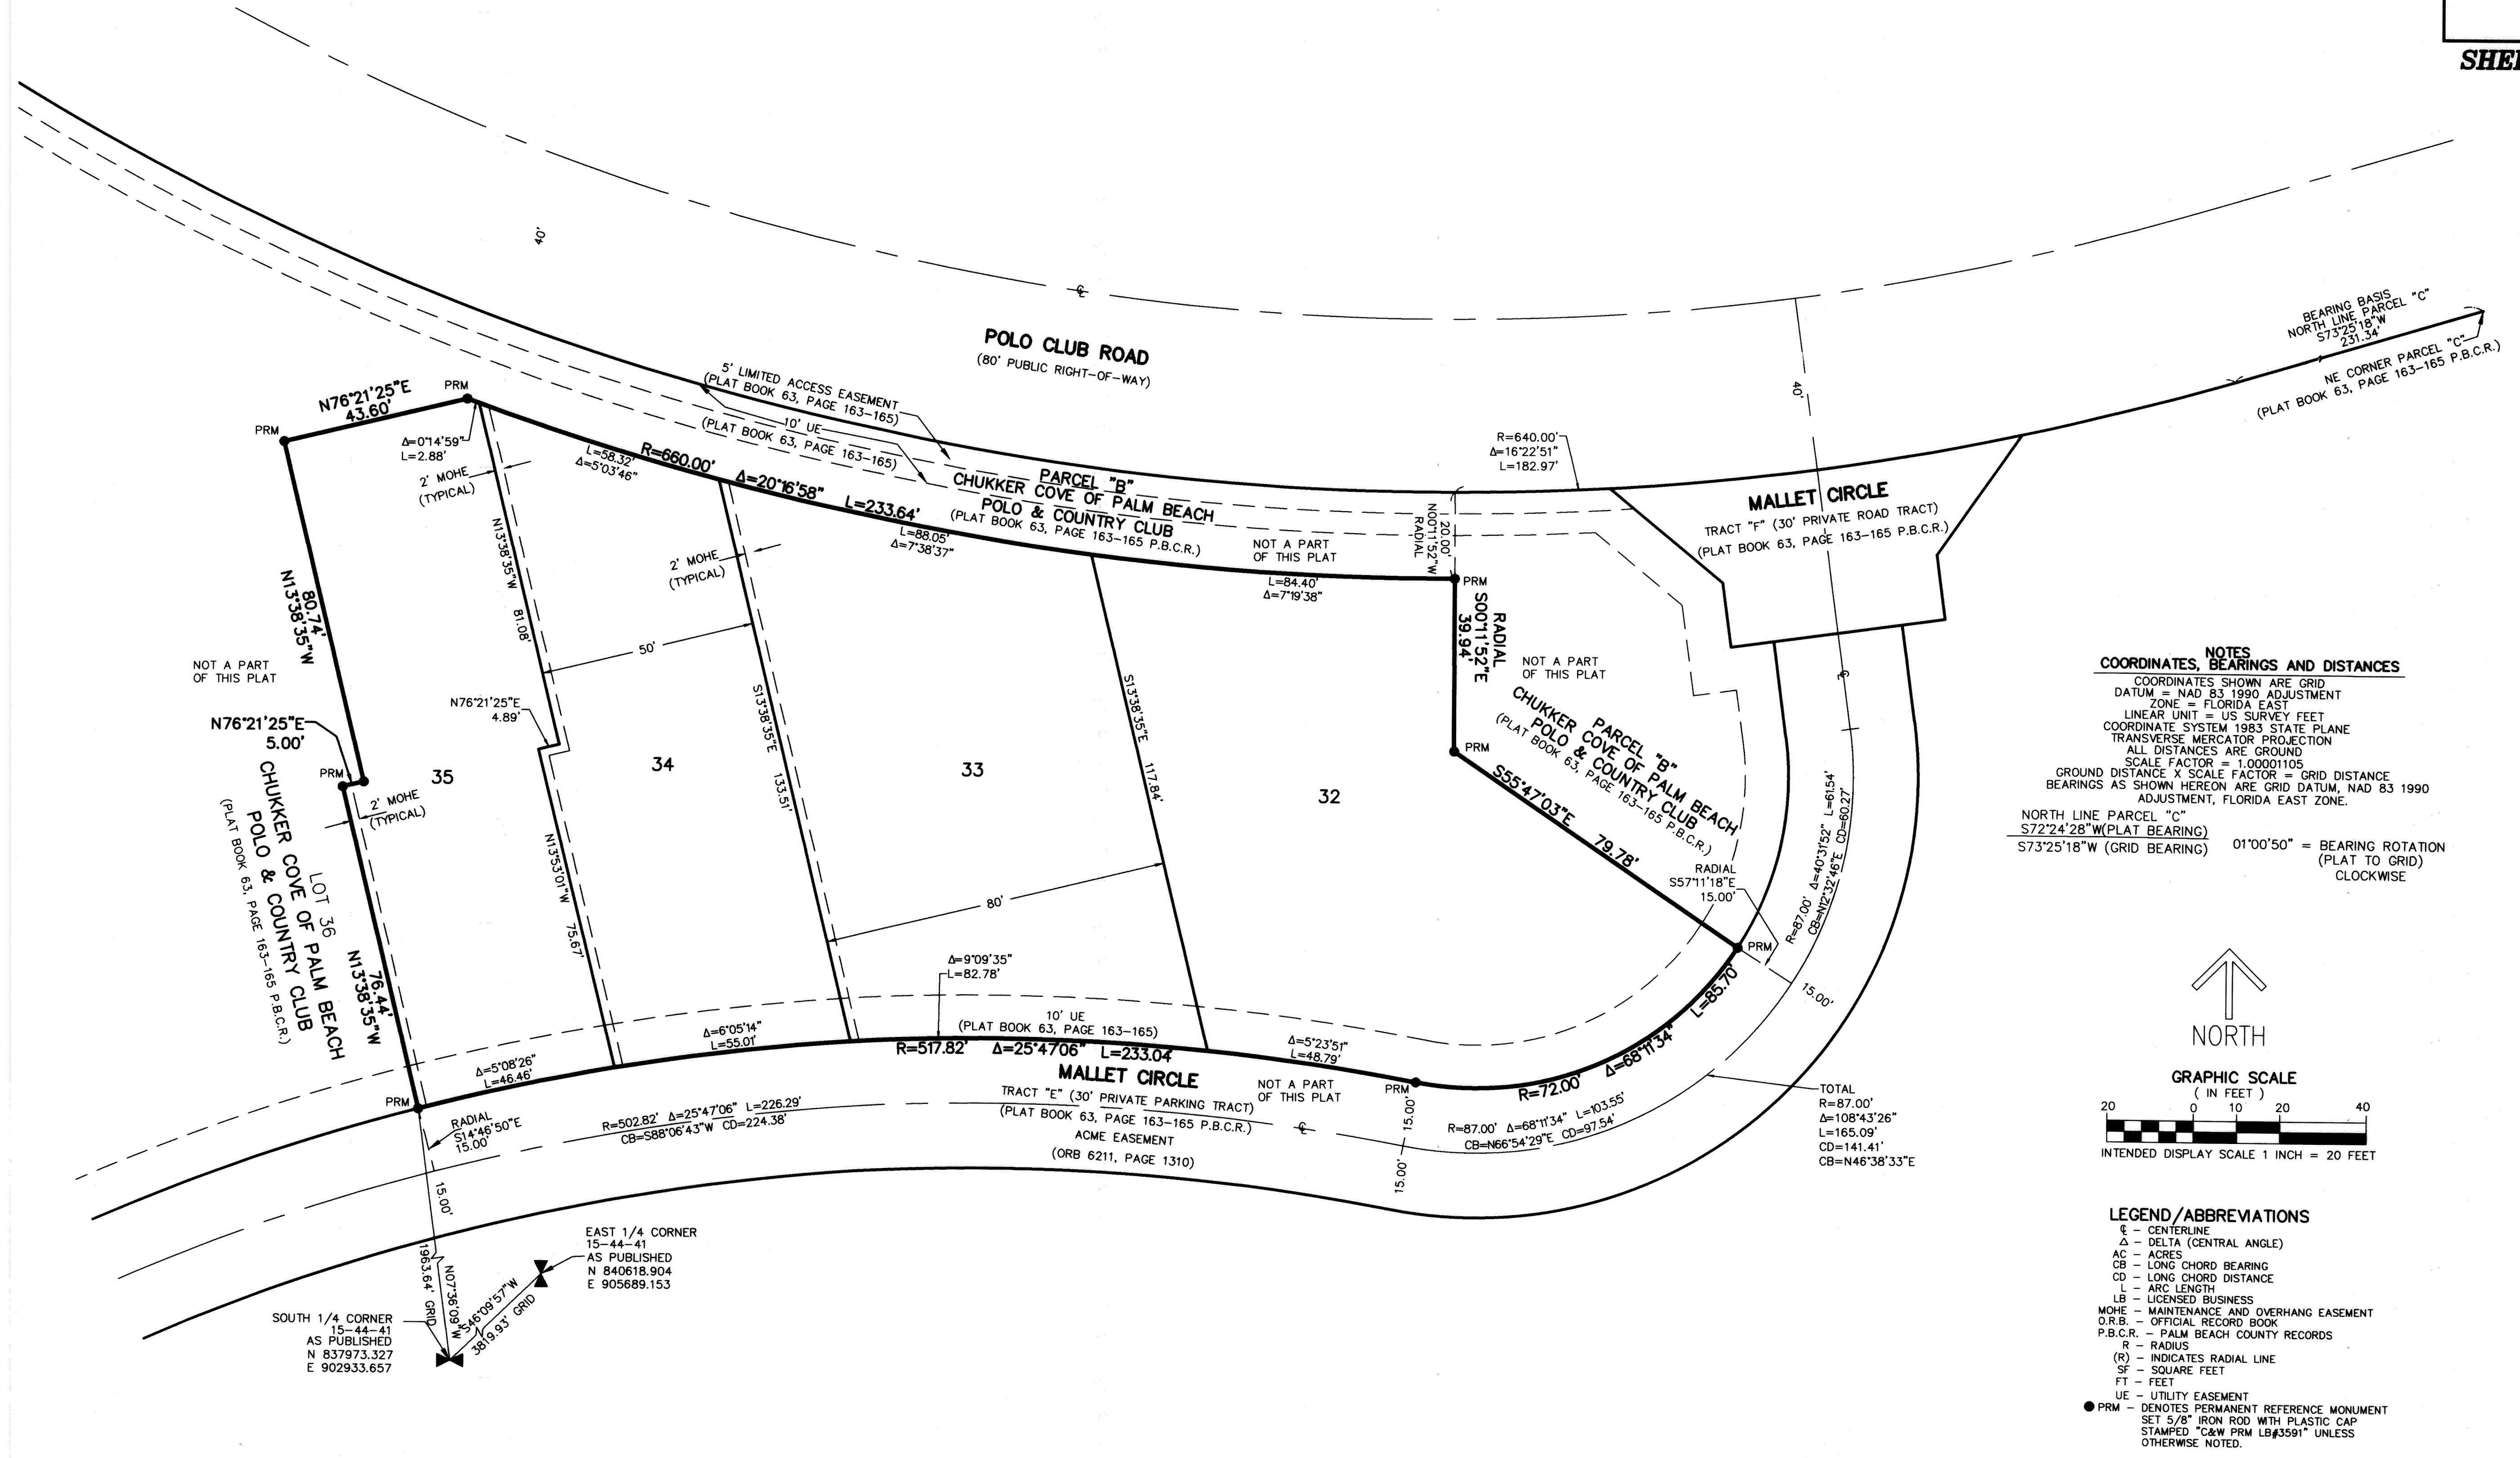 SHE
40'
℄
POLO CLUB ROAD
(80' PUBLIC RIGHT-OF-WAY)
BEARING BASIS
NORTH LINE PARCEL "C"
S73°25'18"W
231.34'
NE CORNER PARCEL "C"
(PLAT BOOK 63, PAGE 163-165 P.B.C.R.)
40'
5' LIMITED ACCESS EASEMENT
(PLAT BOOK 63, PAGE 163-165)
10' UE
(PLAT BOOK 63, PAGE 163-165)
N76°21'25"E
43.60'
PRM
PRM
Δ=0°14'59"
L=2.88'
2' MOHE
(TYPICAL)
L=58.32'
Δ=5°03'46"
R=660.00' Δ=20°16'58" L=233.64'
PARCEL "B"
CHUKKER COVE OF PALM BEACH
POLO & COUNTRY CLUB
(PLAT BOOK 63, PAGE 163-165 P.B.C.R.)
L=88.05'
Δ=7°38'37"
NOT A PART
OF THIS PLAT
L=84.40'
Δ=7°19'38"
20.00'
N00°11'52"W
RADIAL
R=640.00'
Δ=16°22'51"
L=182.97'
MALLET CIRCLE
TRACT "F" (30' PRIVATE ROAD TRACT)
(PLAT BOOK 63, PAGE 163-165 P.B.C.R.)
PRM
RADIAL
S00°11'52"E
39.94'
NOT A PART
OF THIS PLAT
PRM
PARCEL "B"
CHUKKER COVE OF PALM BEACH
POLO & COUNTRY CLUB
(PLAT BOOK 63, PAGE 163-165 P.B.C.R.)
S55°47'03"E 79.78'
RADIAL
S57°11'18"E
15.00'
PRM
15.00'
℄
R=87.00' Δ=40°31'52" L=61.54'
CB=N12°32'46"E CD=60.27'
80.74'
N13°38'35"W
NOT A PART
OF THIS PLAT
N13°38'35"W 81.08'
2' MOHE
(TYPICAL)
50'
S13°38'35"E 133.51'
S13°38'35"E 117.84'
N76°21'25"E
4.89'
N76°21'25"E
5.00'
PRM
35
34
33
32
2' MOHE
(TYPICAL)
N13°53'01"W 75.67'
80'
LOT 36
CHUKKER COVE OF PALM BEACH
POLO & COUNTRY CLUB
(PLAT BOOK 63, PAGE 163-165 P.B.C.R.)
76.44'
N13°38'35"W
Δ=9°09'35"
L=82.78'
10' UE
(PLAT BOOK 63, PAGE 163-165)
Δ=5°08'26"
L=46.46'
Δ=6°05'14"
L=55.01'
R=517.82' Δ=25°47'06" L=233.04'
Δ=5°23'51"
L=48.79'
PRM
PRM
R=72.00' Δ=68°11'34" L=85.70'
MALLET CIRCLE
TRACT "E" (30' PRIVATE PARKING TRACT)
(PLAT BOOK 63, PAGE 163-165 P.B.C.R.)
ACME EASEMENT
(ORB 6211, PAGE 1310)
NOT A PART
OF THIS PLAT
℄
RADIAL
S14°46'50"E
15.00'
R=502.82' Δ=25°47'06" L=226.29'
CB=S88°06'43"W CD=224.38'
15.00'
15.00'
R=87.00' Δ=68°11'34" L=103.55'
CB=N66°54'29"E CD=97.54'
TOTAL
R=87.00'
Δ=108°43'26"
L=165.09'
CD=141.41'
CB=N46°38'33"E
15.00'
1963.64' GRID
N07°36'09"W
S46°09'57"W
3819.93' GRID
EAST 1/4 CORNER
15-44-41
AS PUBLISHED
N 840618.904
E 905689.153
SOUTH 1/4 CORNER
15-44-41
AS PUBLISHED
N 837973.327
E 902933.657
NOTES
COORDINATES, BEARINGS AND DISTANCES
COORDINATES SHOWN ARE GRID
DATUM = NAD 83 1990 ADJUSTMENT
ZONE = FLORIDA EAST
LINEAR UNIT = US SURVEY FEET
COORDINATE SYSTEM 1983 STATE PLANE
TRANSVERSE MERCATOR PROJECTION
ALL DISTANCES ARE GROUND
SCALE FACTOR = 1.00001105
GROUND DISTANCE X SCALE FACTOR = GRID DISTANCE
BEARINGS AS SHOWN HEREON ARE GRID DATUM, NAD 83 1990
ADJUSTMENT, FLORIDA EAST ZONE.
NORTH LINE PARCEL "C"
S72°24'28"W(PLAT BEARING)
S73°25'18"W (GRID BEARING)
01°00'50" = BEARING ROTATION
(PLAT TO GRID)
CLOCKWISE
NORTH
GRAPHIC SCALE
( IN FEET )
20 0 10 20 40
INTENDED DISPLAY SCALE 1 INCH = 20 FEET
LEGEND/ABBREVIATIONS
℄ - CENTERLINE
Δ - DELTA (CENTRAL ANGLE)
AC - ACRES
CB - LONG CHORD BEARING
CD - LONG CHORD DISTANCE
L - ARC LENGTH
LB - LICENSED BUSINESS
MOHE - MAINTENANCE AND OVERHANG EASEMENT
O.R.B. - OFFICIAL RECORD BOOK
P.B.C.R. - PALM BEACH COUNTY RECORDS
R - RADIUS
(R) - INDICATES RADIAL LINE
SF - SQUARE FEET
FT - FEET
UE - UTILITY EASEMENT
PRM - DENOTES PERMANENT REFERENCE MONUMENT
SET 5/8" IRON ROD WITH PLASTIC CAP
STAMPED "C&W PRM LB#3591" UNLESS
OTHERWISE NOTED.